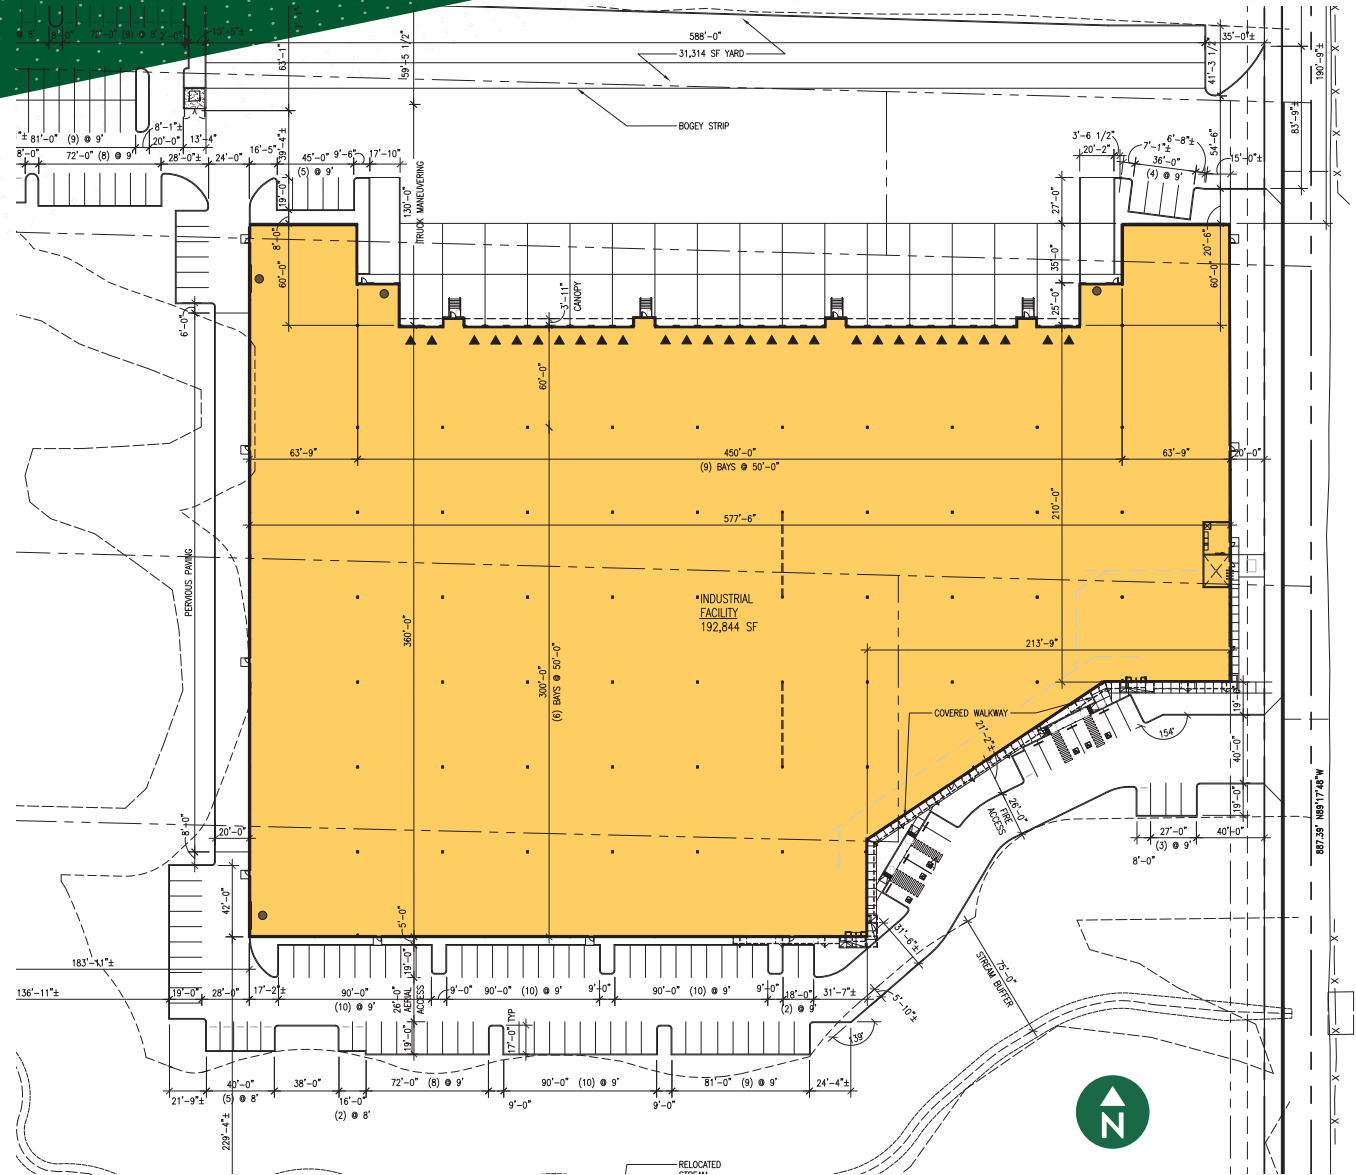 588'-0"
35'-0"±
31,314 SF YARD
10'-5"±
63'-1"
59'-5 1/2"
41'-3 1/2"
190'-9"±
83'-9"±
BOGEY STRIP
8'-1"±
81'-0" (9) @ 9'
20'-0"
13'-4"
8'-0"
72'-0" (8) @ 9'
28'-0"±
24'-0"
16'-5"
39'-4"±
45'-0"
(5) @ 9'
9'-6"
17'-10"
3'-6 1/2"
20'-2"
7'-1"±
6'-8"±
36'-0"
(4) @ 9'
54'-6"
15'-0"±
19'-0"
130'-0"
TRUCK MANEUVERING
27'-0"
8'-0"
60'-0"
35'-0"
25'-0"
20'-6"
60'-0"
3'-11"
CANOPY
6'-0"
60'-0"
63'-9"
450'-0"
(9) BAYS @ 50'-0"
63'-9"
20'-0"
210'-0"
577'-6"
PERVIOUS PAVING
INDUSTRIAL
FACILITY
192,844 SF
360'-0"
300'-0"
(6) BAYS @ 50'-0"
213'-9"
COVERED WALKWAY
21'-2"±
19'-0"
154'
40'-0"
26'-0"
FIRE
ACCESS
19'-0"
27'-0"
(3) @ 9'
40'-0"
8'-0"
887.39' N89°17'48"W
8'-0"
20'-0"
42'-0"
5'-0"
31'-6"±
75'-0"
STREAM BUFFER
183'-11"±
136'-11"±
19'-0"
28'-0"
17'-2"±
90'-0"
(10) @ 9'
19'-0"
26'-0"
AERIAL
ACCESS
9'-0"
90'-0" (10) @ 9'
9'-0"
90'-0" (10) @ 9'
9'-0"
18'-0"
(2) @ 9'
31'-7"±
5'-10"±
139'
19'-0"
17'-0" TYP
21'-9"±
40'-0"
(5) @ 8'
38'-0"
16'-0"
(2) @ 8'
72'-0" (8) @ 9'
9'-0"
90'-0" (10) @ 9'
9'-0"
81'-0" (9) @ 9'
24'-4"±
229'-4"±
N
RELOCATED
STREAM